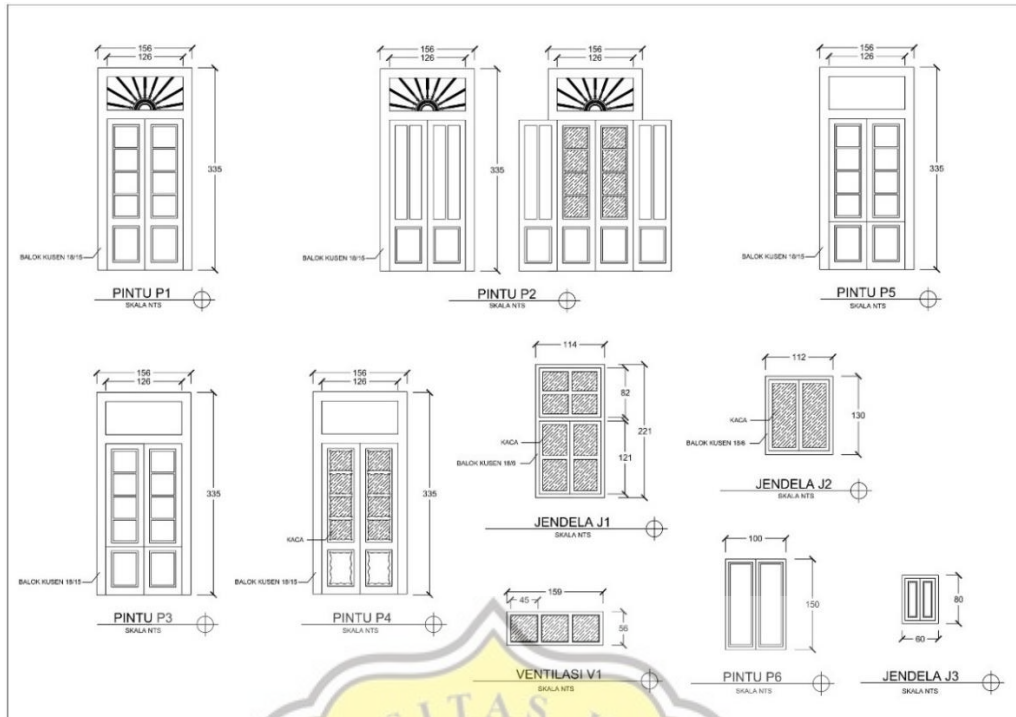 156
126
335
BALOK KUSEN 18/15
PINTU P1
SKALA NTS
156
126
335
156
126
PINTU P2
SKALA NTS
156
126
335
BALOK KUSEN 18/15
PINTU P5
SKALA NTS
156
126
335
BALOK KUSEN 18/15
PINTU P3
SKALA NTS
156
126
335
KACA
BALOK KUSEN 18/15
PINTU P4
SKALA NTS
114
82
221
121
KACA
BALOK KUSEN 18/6
JENDELA J1
SKALA NTS
112
130
KACA
BALOK KUSEN 18/6
JENDELA J2
SKALA NTS
159
45
56
VENTILASI V1
SKALA NTS
100
150
PINTU P6
SKALA NTS
80
60
JENDELA J3
SKALA NTS
SITAS